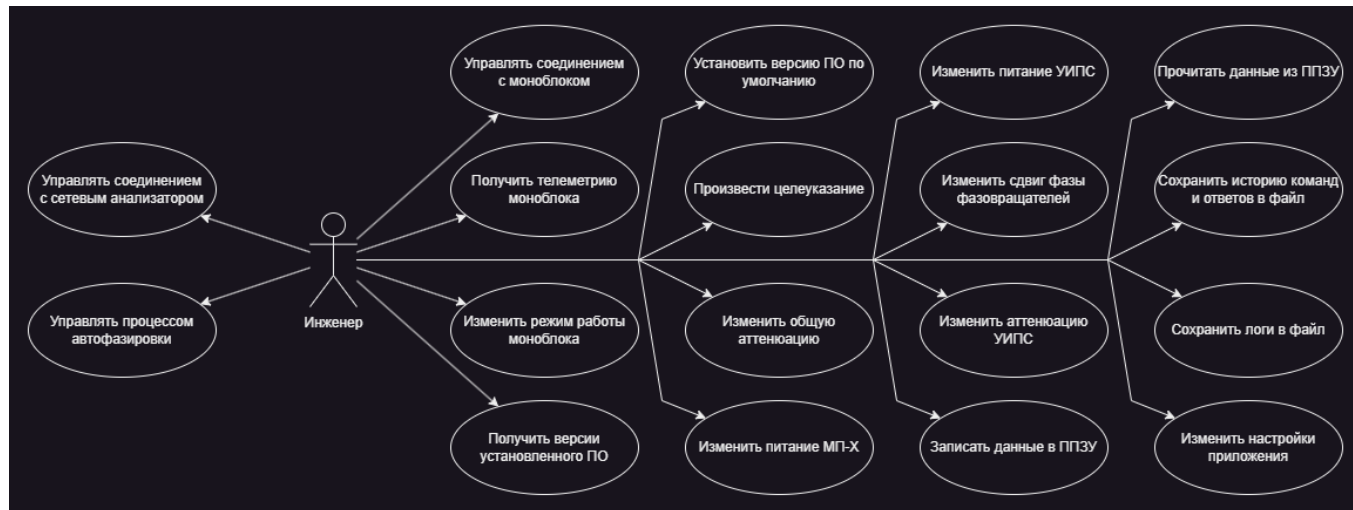 Управлять соединением
с моноблоком
Установить версию ПО по
умолчанию
Изменить питание УИПС
Прочитать данные из ППЗУ
Управлять соединением
с сетевым анализатором
Получить телеметрию
моноблока
Произвести целеуказание
Изменить сдвиг фазы
фазовращателей
Сохранить историю команд
и ответов в файл
Инженер
Управлять процессом
автофазировки
Изменить режим работы
моноблока
Изменить общую
аттенюацию
Изменить аттенюацию
УИПС
Сохранить логи в файл
Получить версии
установленного ПО
Изменить питание МП-Х
Записать данные в ППЗУ
Изменить настройки
приложения